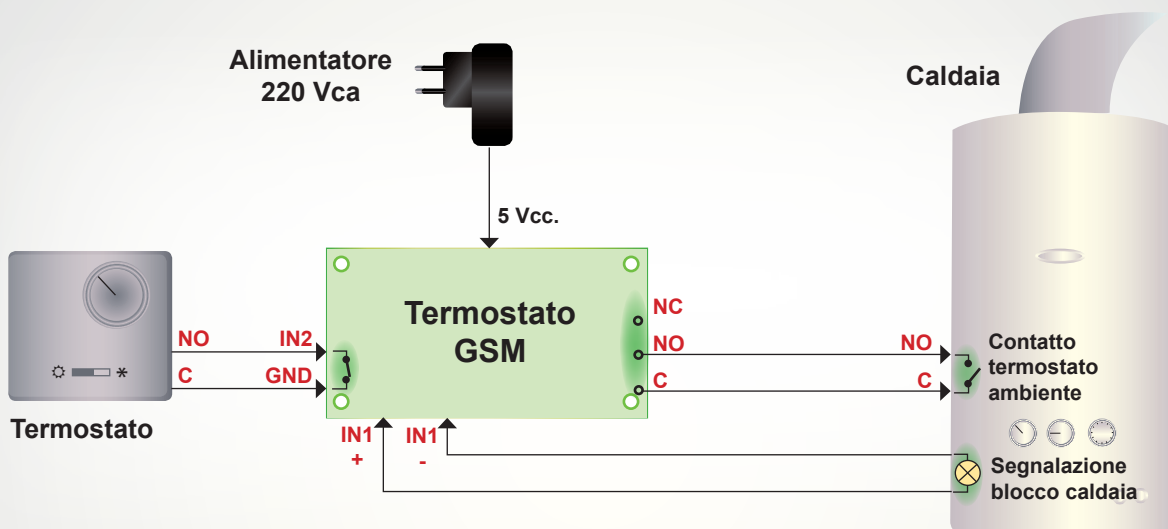 Alimentatore
220 Vca
Caldaia
5 Vcc.
Termostato
GSM
NC
NO
C
NO
C
IN2
GND
Termostato
IN1
+
IN1
-
NO
C
Contatto
termostato
ambiente
Segnalazione
blocco caldaia